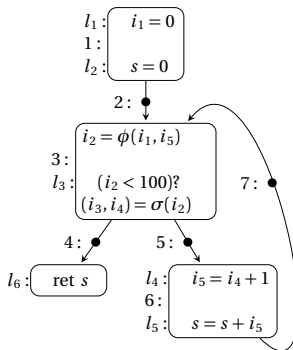 l₁: i₁ = 0
1:
l₂: s = 0
2:
i₂ = ϕ(i₁, i₅)
3:
l₃: (i₂ < 100)?
(i₃, i₄) = σ(i₂)
7:
4:
5:
l₆: ret s
l₄: i₅ = i₄ + 1
6:
l₅: s = s + i₅